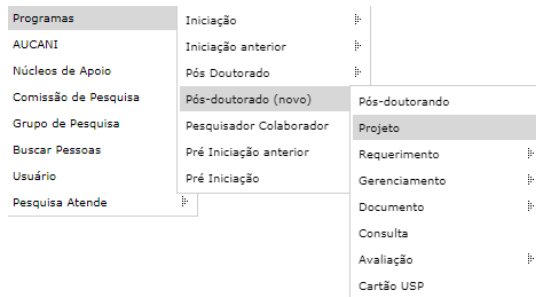 Programas
AUCANI
Núcleos de Apoio
Comissão de Pesquisa
Grupo de Pesquisa
Buscar Pessoas
Usuário
Pesquisa Atende
Iniciação
Iniciação anterior
Pós Doutorado
Pós-doutorado (novo)
Pesquisador Colaborador
Pré Iniciação anterior
Pré Iniciação
Pós-doutorando
Projeto
Requerimento
Gerenciamento
Documento
Consulta
Avaliação
Cartão USP